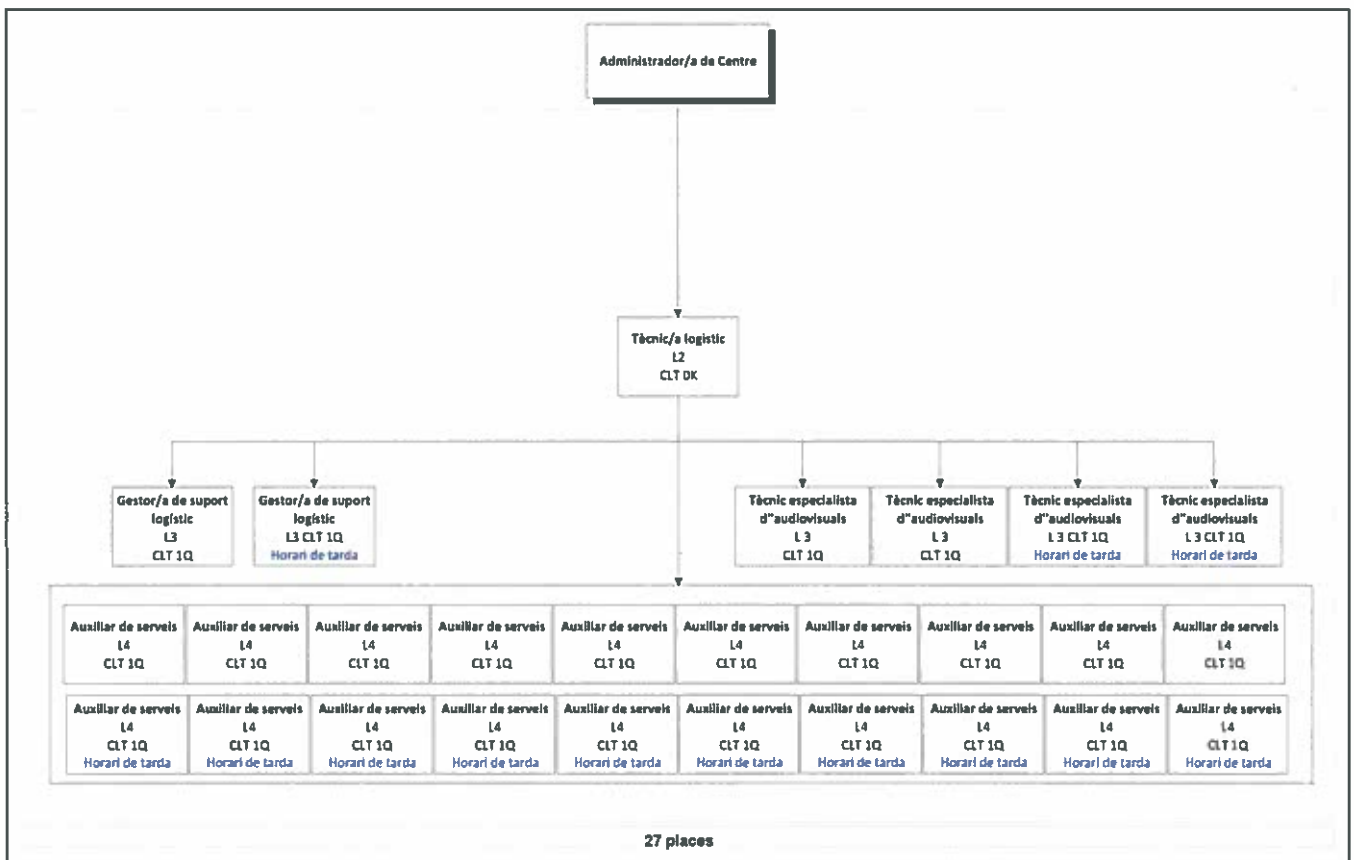 Administrador/a de Centre
Tècnic/a logístic
L2
CLT DK
Gestor/a de suport
logístic
L3
CLT 1Q
Gestor/a de suport
logístic
L3 CLT 1Q
Horari de tarda
Tècnic especialista
d"audiovisuals
L 3
CLT 1Q
Tècnic especialista
d"audiovisuals
L 3
CLT 1Q
Tècnic especialista
d"audiovisuals
L 3 CLT 1Q
Horari de tarda
Tècnic especialista
d"audiovisuals
L 3 CLT 1Q
Horari de tarda
Auxiliar de serveis
L4
CLT 1Q
Auxiliar de serveis
L4
CLT 1Q
Auxiliar de serveis
L4
CLT 1Q
Auxiliar de serveis
L4
CLT 1Q
Auxiliar de serveis
L4
CLT 1Q
Auxiliar de serveis
L4
CLT 1Q
Auxiliar de serveis
L4
CLT 1Q
Auxiliar de serveis
L4
CLT 1Q
Auxiliar de serveis
L4
CLT 1Q
Auxiliar de serveis
L4
CLT 1Q
Auxiliar de serveis
L4
CLT 1Q
Horari de tarda
Auxiliar de serveis
L4
CLT 1Q
Horari de tarda
Auxiliar de serveis
L4
CLT 1Q
Horari de tarda
Auxiliar de serveis
L4
CLT 1Q
Horari de tarda
Auxiliar de serveis
L4
CLT 1Q
Horari de tarda
Auxiliar de serveis
L4
CLT 1Q
Horari de tarda
Auxiliar de serveis
L4
CLT 1Q
Horari de tarda
Auxiliar de serveis
L4
CLT 1Q
Horari de tarda
Auxiliar de serveis
L4
CLT 1Q
Horari de tarda
Auxiliar de serveis
L4
CLT 1Q
Horari de tarda
27 places